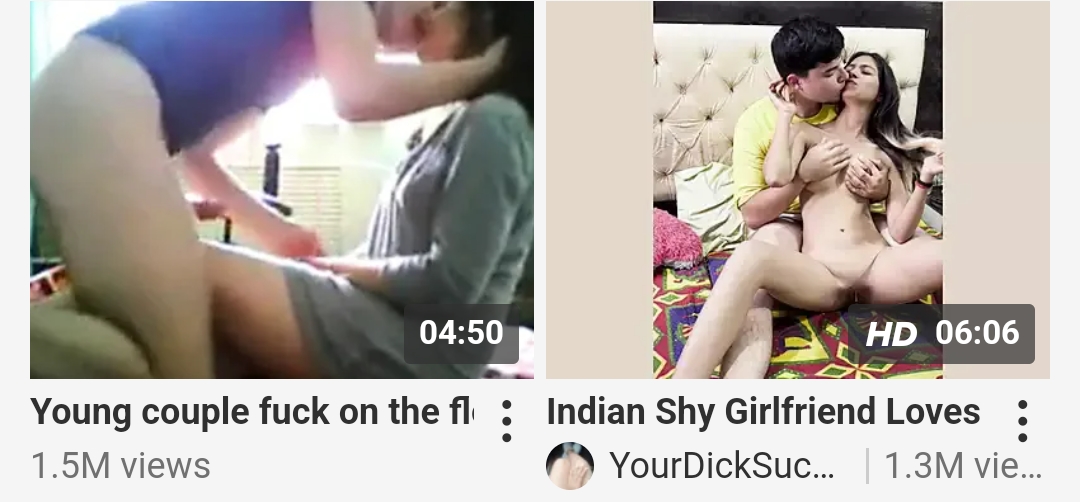 04:50
HD 06:06
Young couple fuck on the fl
Indian Shy Girlfriend Loves
1.5M views
YourDickSuc... 1.3M vie...